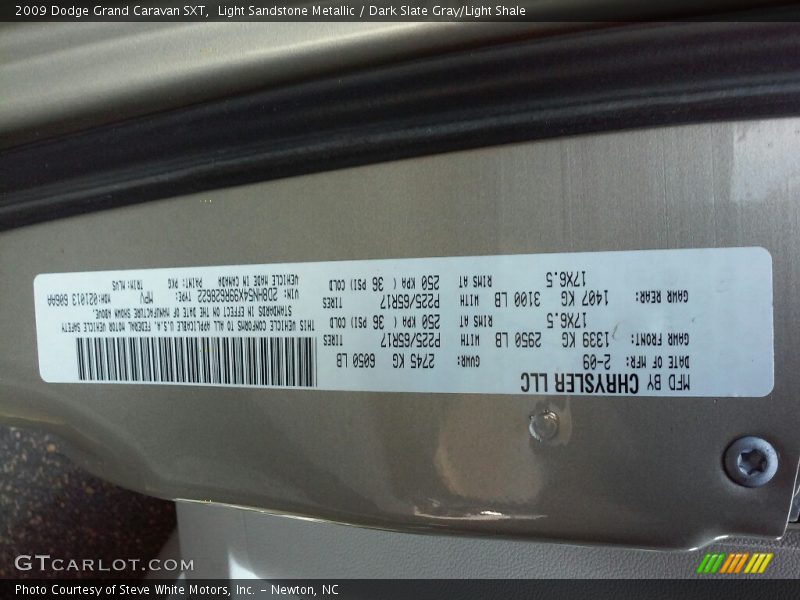 2009 Dodge Grand Caravan SXT, Light Sandstone Metallic / Dark Slate Gray/Light Shale
MFD BY CHRYSLER LLC
DATE OF MFR: 2-09 GVWR: 2745 KG 6050 LB
GAWR FRONT: 1339 KG 2950 LB WITH P225/65R17 TIRES
17X6.5 RIMS AT 250 KPA ( 36 PSI) COLD
GAWR REAR: 1407 KG 3100 LB WITH P225/65R17 TIRES
17X6.5 RIMS AT 250 KPA ( 36 PSI) COLD
THIS VEHICLE CONFORMS TO ALL APPLICABLE U.S.A. FEDERAL MOTOR VEHICLE SAFETY
STANDARDS IN EFFECT ON THE DATE OF MANUFACTURE SHOWN ABOVE.
VIN: 2D8HN54X99R628622 TYPE: MPV MDH:021013
VEHICLE MADE IN CANADA PAINT: PKG TRIM:
GTCARLOT.COM
Photo Courtesy of Steve White Motors, Inc. – Newton, NC